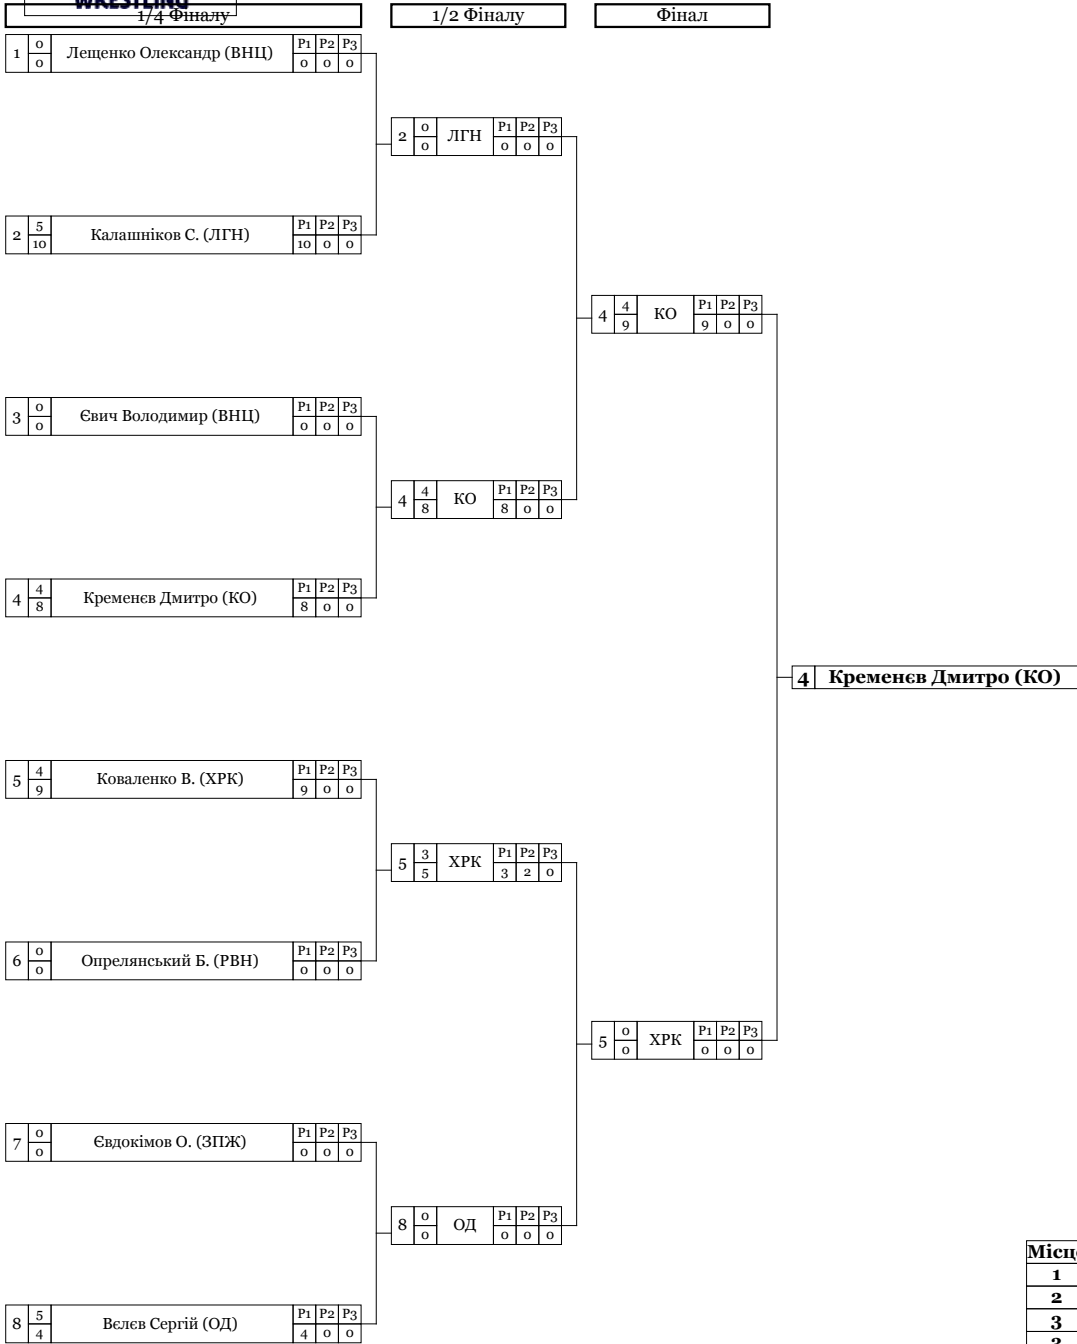 WRESTLING
1/4 Фіналу 1/2 Фіналу Фінал
1 0 Лещенко Олександр (ВНЦ) P1 P2 P3
0 0 0 0
2 0 ЛГН P1 P2 P3
0 0 0 0
2 5 Калашніков С. (ЛГН) P1 P2 P3
10 10 0 0
4 4 КО P1 P2 P3
9 9 0 0
3 0 Євич Володимир (ВНЦ) P1 P2 P3
0 0 0 0
4 4 КО P1 P2 P3
8 8 0 0
4 4 Кременєв Дмитро (КО) P1 P2 P3
8 8 0 0
4 Кременєв Дмитро (КО)
5 4 Коваленко В. (ХРК) P1 P2 P3
9 9 0 0
5 3 ХРК P1 P2 P3
5 3 2 0
6 0 Опрелянський Б. (РВН) P1 P2 P3
0 0 0 0
5 0 ХРК P1 P2 P3
0 0 0 0
7 0 Євдокімов О. (ЗПЖ) P1 P2 P3
0 0 0 0
8 0 ОД P1 P2 P3
0 0 0 0
8 5 Вєлєв Сергій (ОД) P1 P2 P3
4 4 0 0
Місц
1
2
3
3